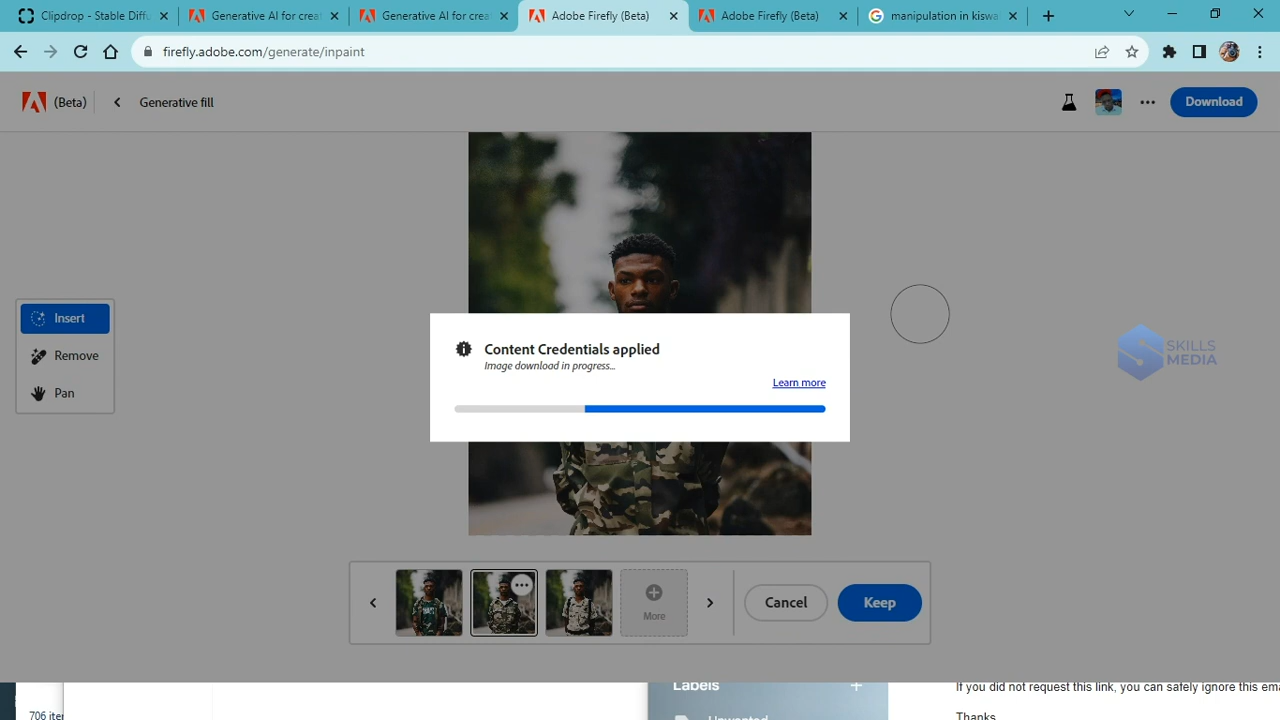 Clipdrop - Stable Diffu
Generative AI for creat
Generative AI for creat
Adobe Firefly (Beta)
Adobe Firefly (Beta)
manipulation in kiswa
firefly.adobe.com/generate/inpaint
(Beta)
Generative fill
Download
Insert
Remove
Pan
Content Credentials applied
Image download in progress...
Learn more
SKILLS
MEDIA
More
Cancel
Keep
706 iter
Labels
Unwanted
If you did not request this link, you can safely ignore this ema
Thanks